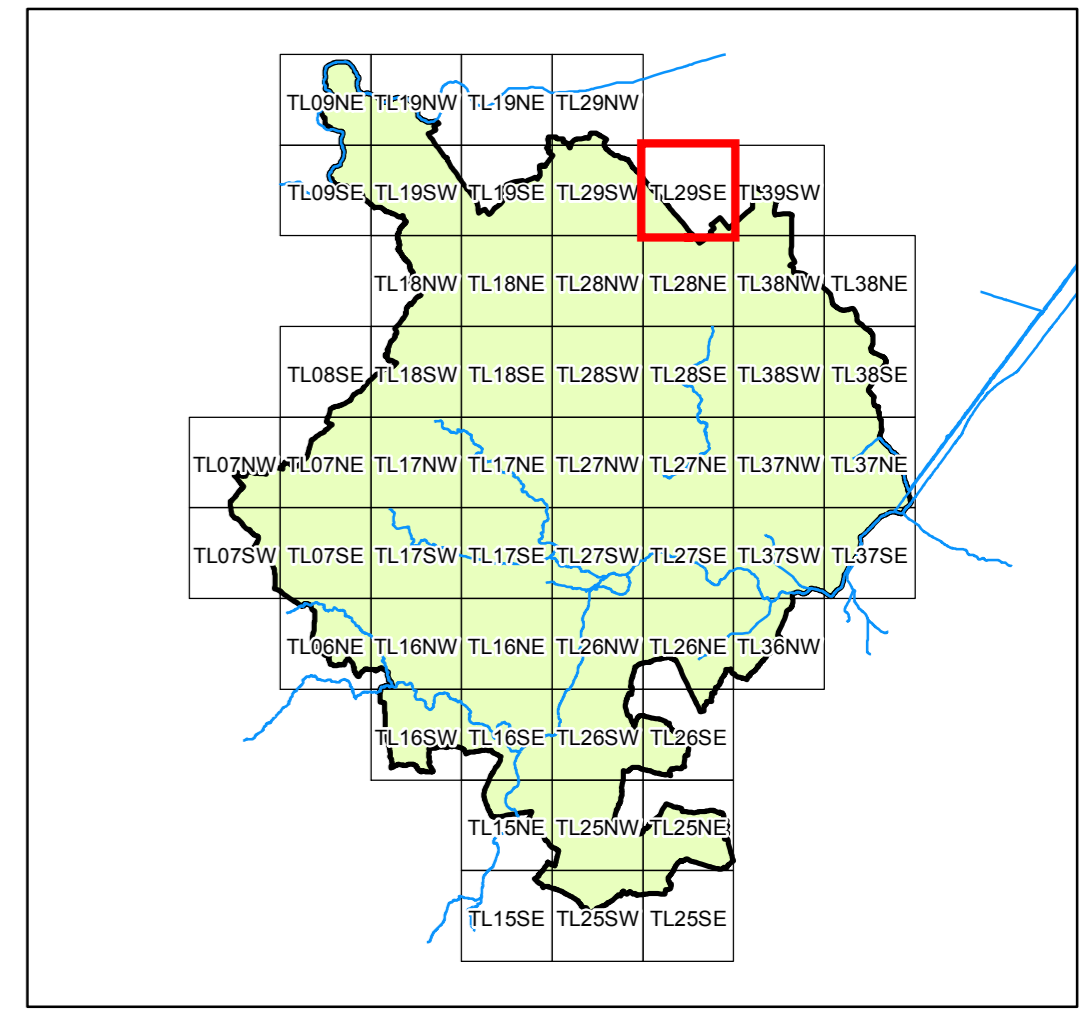 TL09NE TL19NW TL19NE TL29NW
TL09SE TL19SW TL19SE TL29SW TL29SE TL39SW
TL18NW TL18NE TL28NW TL28NE TL38NW TL38NE
TL08SE TL18SW TL18SE TL28SW TL28SE TL38SW TL38SE
TL07NW TL07NE TL17NW TL17NE TL27NW TL27NE TL37NW TL37NE
TL07SW TL07SE TL17SW TL17SE TL27SW TL27SE TL37SW TL37SE
TL06NE TL16NW TL16NE TL26NW TL26NE TL36NW
TL16SW TL16SE TL26SW TL26SE
TL15NE TL25NW TL25NE
TL15SE TL25SW TL25SE